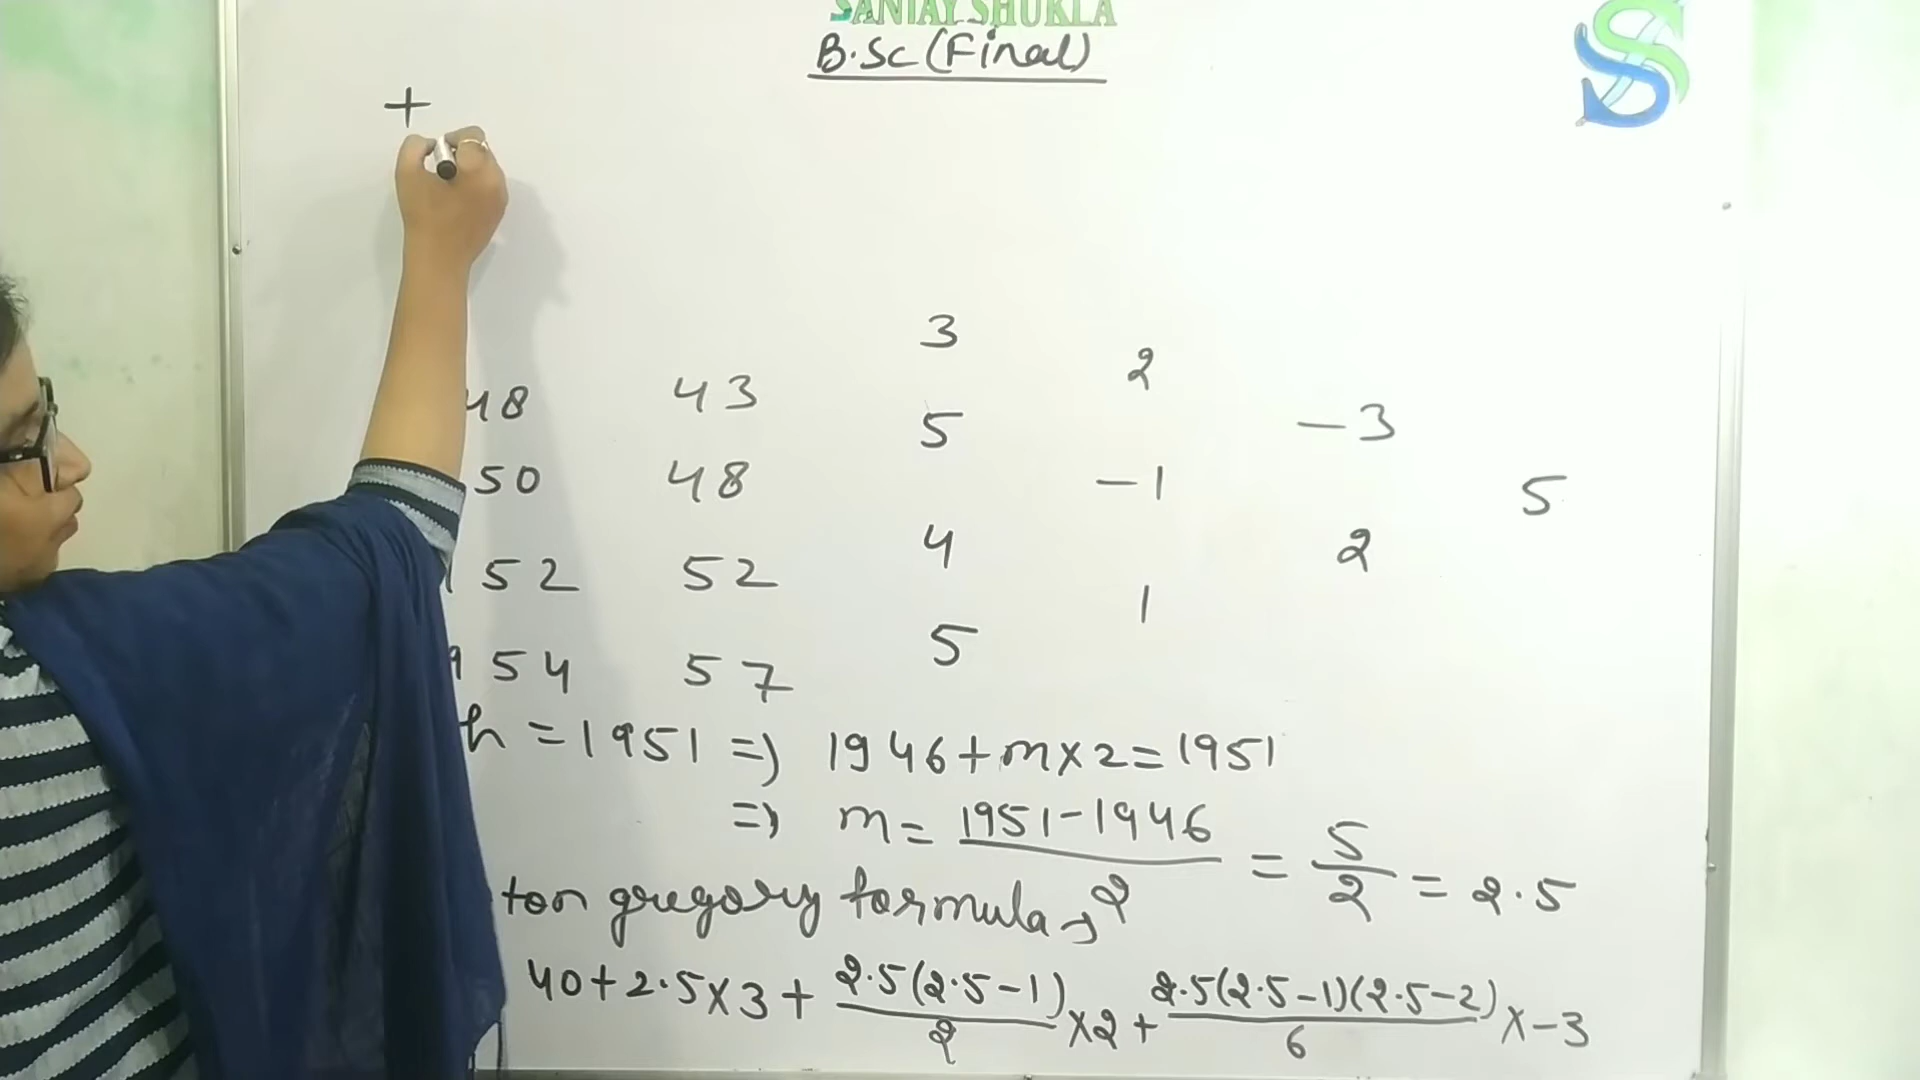 SANJAY SHUKLA
B.Sc (Final)
+
3
2
48 43
-3
5
50 48
-1
5
4
2
52 52
1
5
954 57
h = 1951 => 1946 + m × 2 = 1951
=> m = 1951 - 1946 / 2 = 5/2 = 2.5
ton gregory formula,
40 + 2.5 × 3 + 2.5(2.5 - 1)/2 × 2 + 2.5(2.5 - 1)(2.5 - 2)/6 × -3